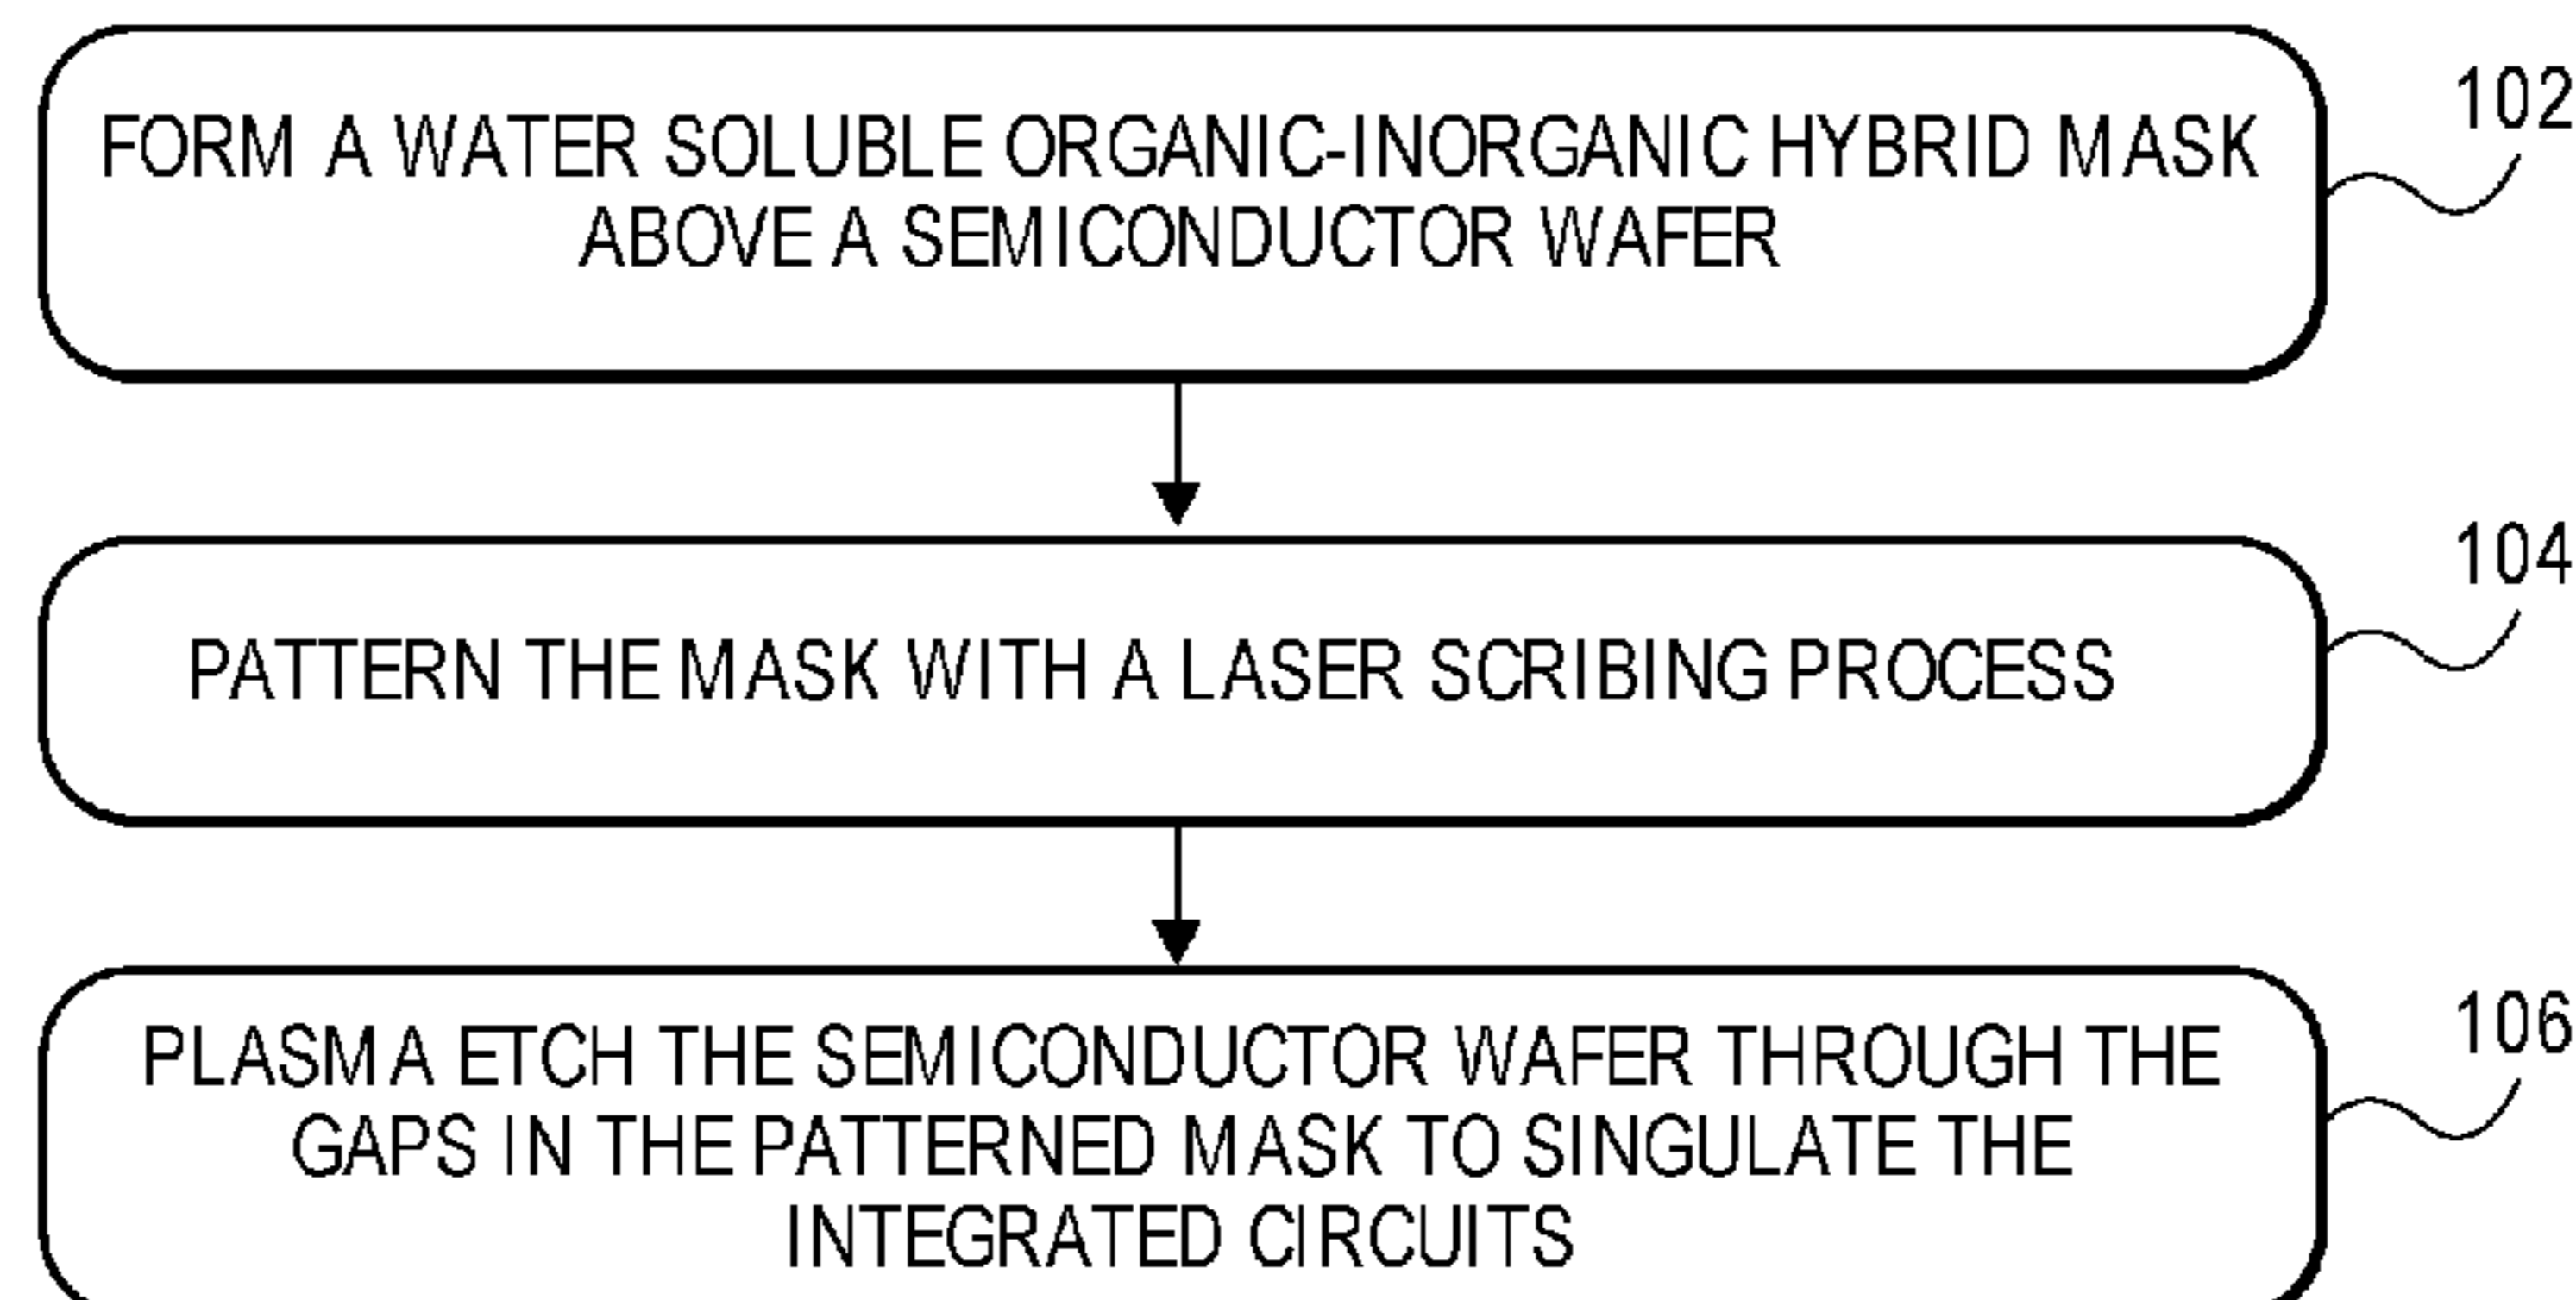 FORM A WATER SOLUBLE ORGANIC-INORGANIC HYBRID MASK
ABOVE A SEMICONDUCTOR WAFER
102
PATTERN THE MASK WITH A LASER SCRIBING PROCESS
104
PLASMA ETCH THE SEMICONDUCTOR WAFER THROUGH THE
GAPS IN THE PATTERNED MASK TO SINGULATE THE
INTEGRATED CIRCUITS
106